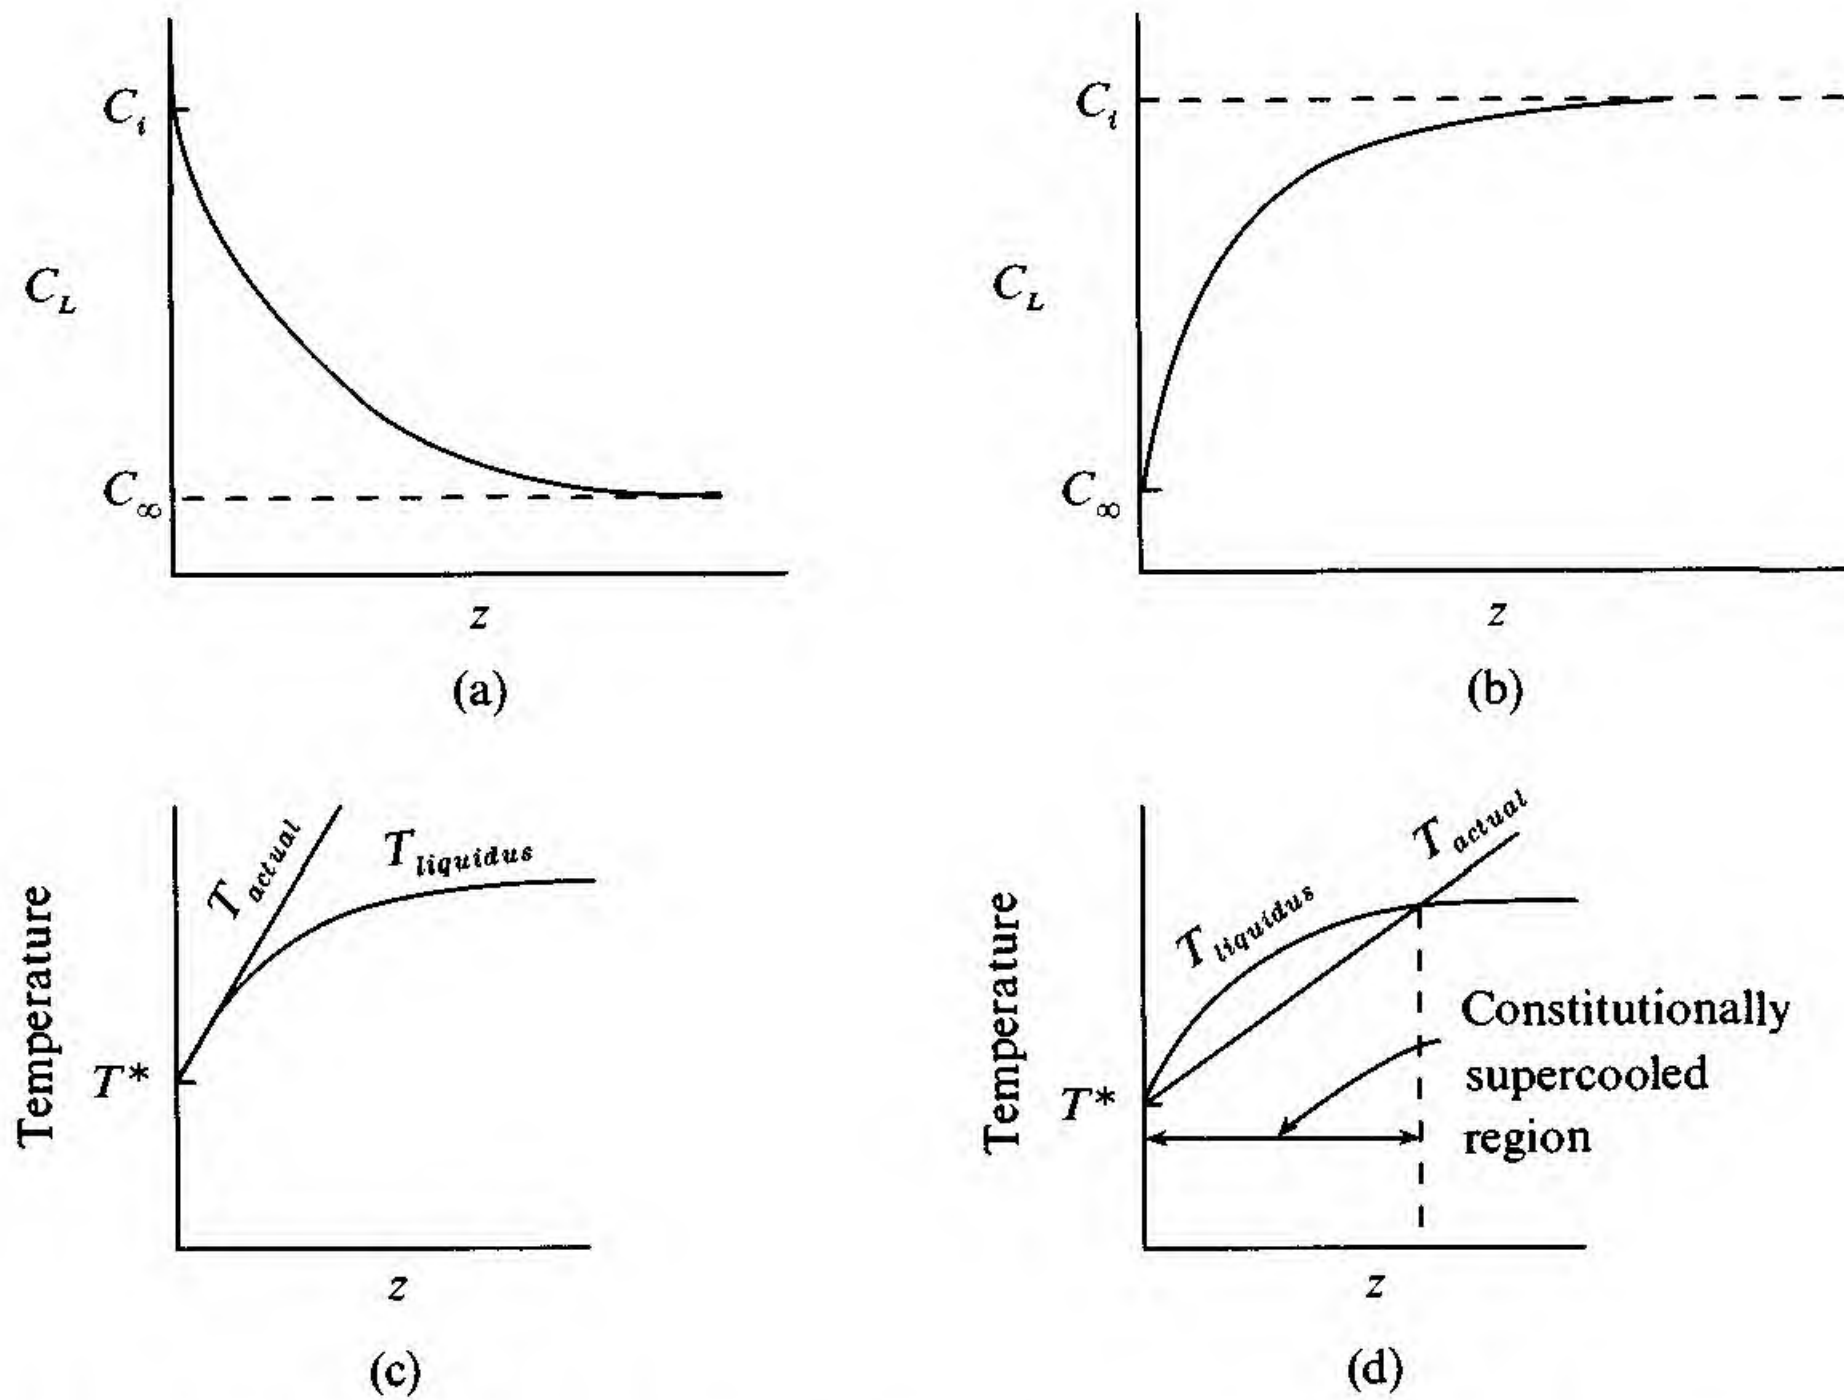 C_i
C_L
C_∞
z
(a)
C_i
C_L
C_∞
z
(b)
T_actual
T_liquidus
Temperature
T*
z
(c)
T_actual
T_liquidus
Temperature
Constitutionally
supercooled
region
T*
z
(d)